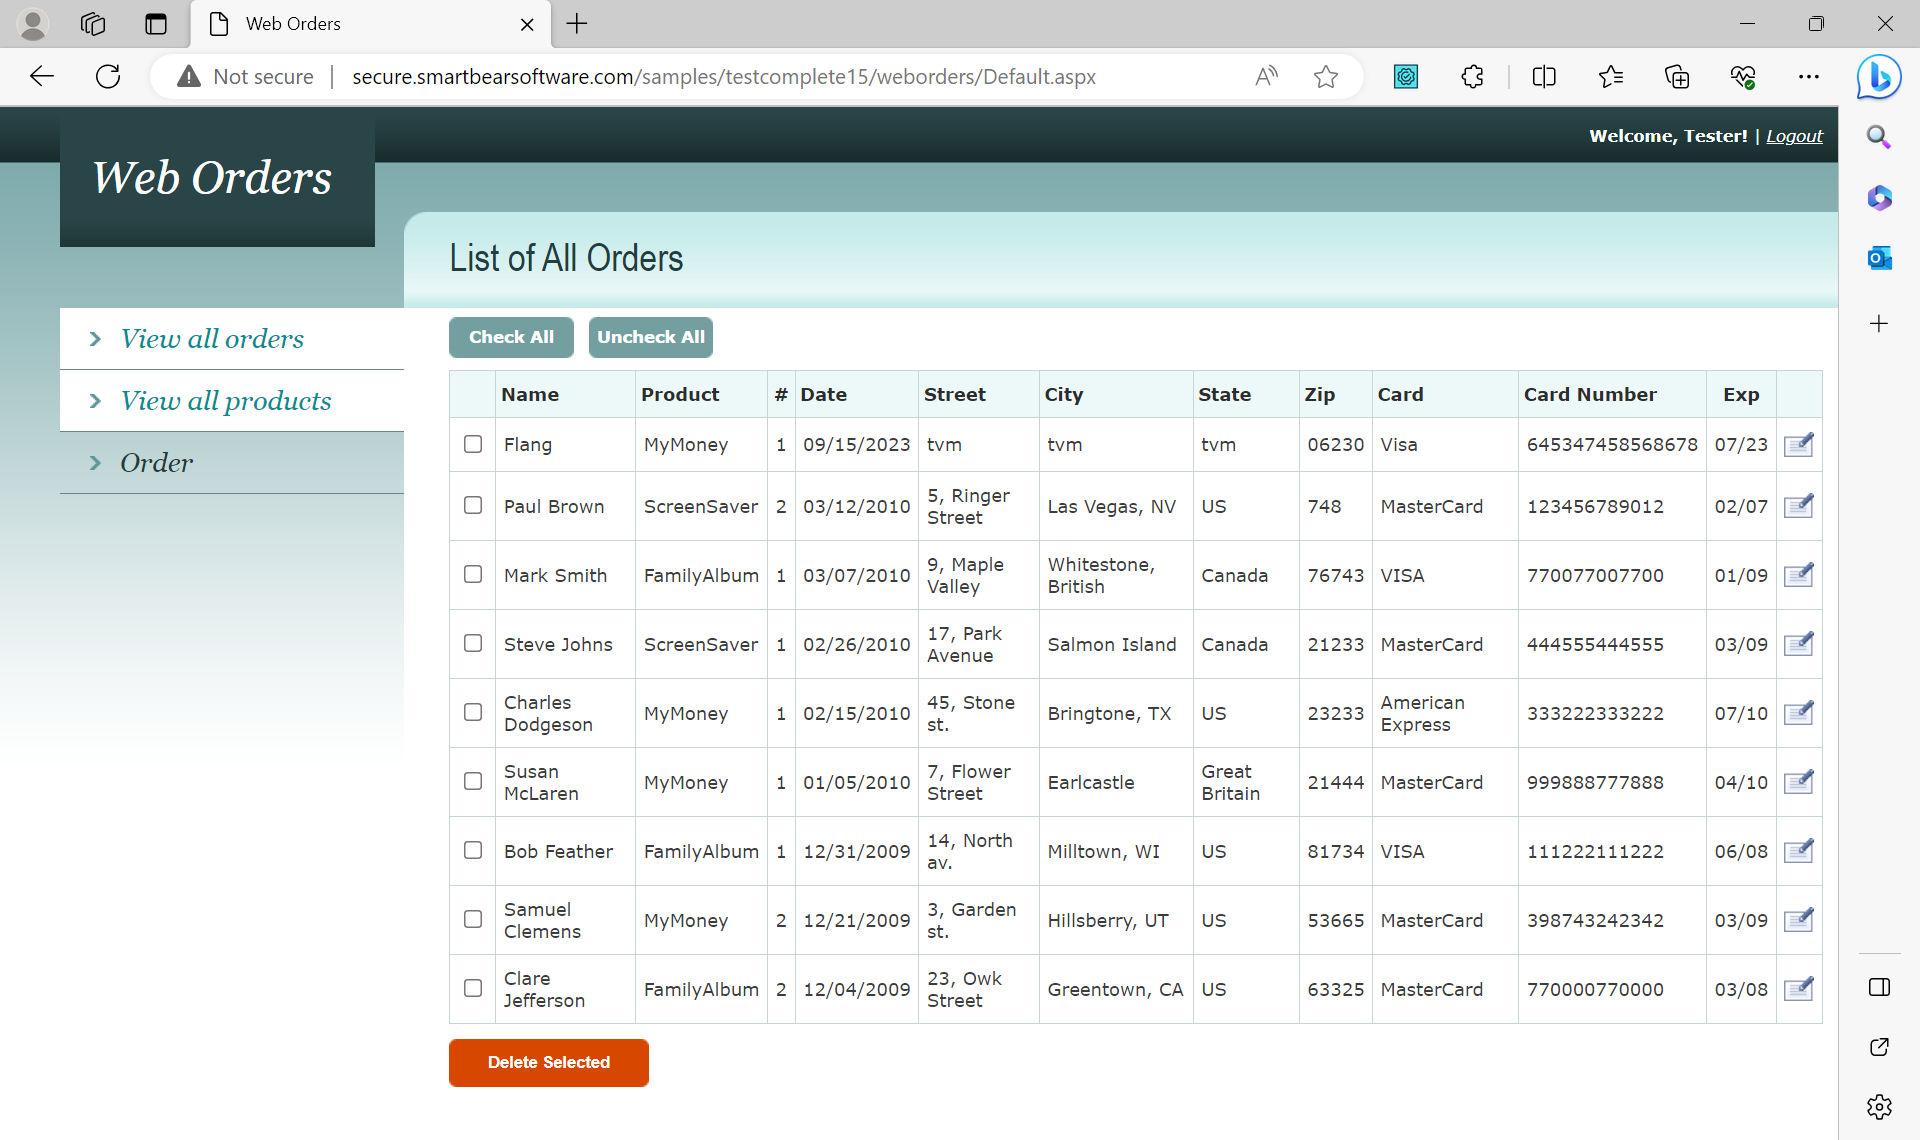 Web Orders
Not secure
secure.smartbearsoftware.com/samples/testcomplete15/weborders/Default.aspx
Welcome, Tester! | Logout
Web Orders
List of All Orders
View all orders
View all products
Order
Check All Uncheck All
Name Product # Date Street City State Zip Card Card Number Exp
Flang MyMoney 1 09/15/2023 tvm tvm tvm 06230 Visa 645347458568678 07/23
Paul Brown ScreenSaver 2 03/12/2010 5, Ringer Street Las Vegas, NV US 748 MasterCard 123456789012 02/07
Mark Smith FamilyAlbum 1 03/07/2010 9, Maple Valley Whitestone, British Canada 76743 VISA 770077007700 01/09
Steve Johns ScreenSaver 1 02/26/2010 17, Park Avenue Salmon Island Canada 21233 MasterCard 444555444555 03/09
Charles Dodgeson MyMoney 1 02/15/2010 45, Stone st. Bringtone, TX US 23233 American Express 333222333222 07/10
Susan McLaren MyMoney 1 01/05/2010 7, Flower Street Earlcastle Great Britain 21444 MasterCard 999888777888 04/10
Bob Feather FamilyAlbum 1 12/31/2009 14, North av. Milltown, WI US 81734 VISA 111222111222 06/08
Samuel Clemens MyMoney 2 12/21/2009 3, Garden st. Hillsberry, UT US 53665 MasterCard 398743242342 03/09
Clare Jefferson FamilyAlbum 2 12/04/2009 23, Owk Street Greentown, CA US 63325 MasterCard 770000770000 03/08
Delete Selected